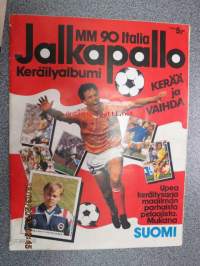 MM 90 Italia
Jalkapallo
Keräilyalbumi
KERÄÄ
ja
VAIHDA
Upea
keräilysarja
maailman
parhaista
pelaajista.
Mukana
SUOMI